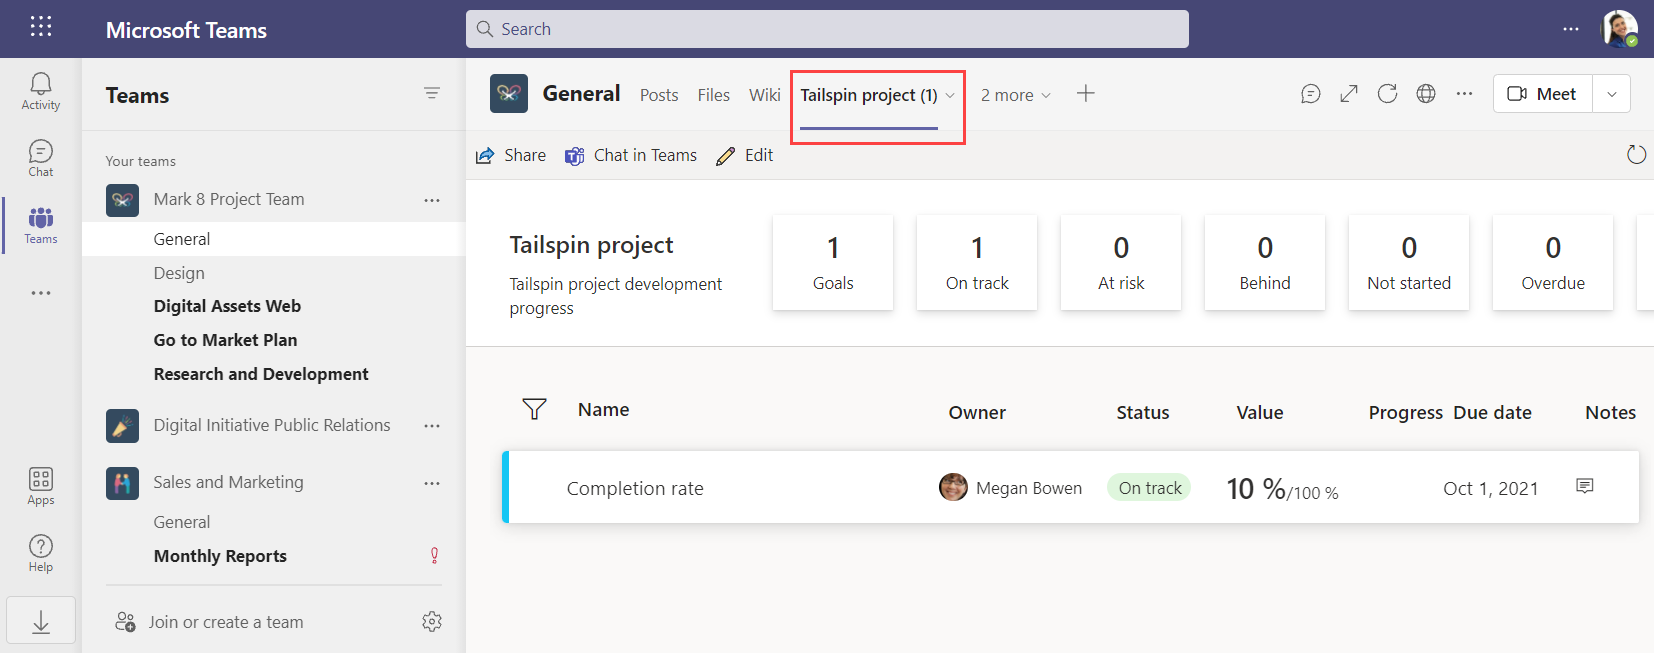 Microsoft Teams
Search
Activity
Chat
Teams
Apps
Help
Teams
Your teams
Mark 8 Project Team
General
Design
Digital Assets Web
Go to Market Plan
Research and Development
Digital Initiative Public Relations
Sales and Marketing
General
Monthly Reports
Join or create a team
General Posts Files Wiki Tailspin project (1) 2 more
Meet
Share Chat in Teams Edit
Tailspin project
Tailspin project development
progress
1
Goals
1
On track
0
At risk
0
Behind
0
Not started
0
Overdue
Name Owner Status Value Progress Due date Notes
Completion rate Megan Bowen On track 10 %/100 % Oct 1, 2021